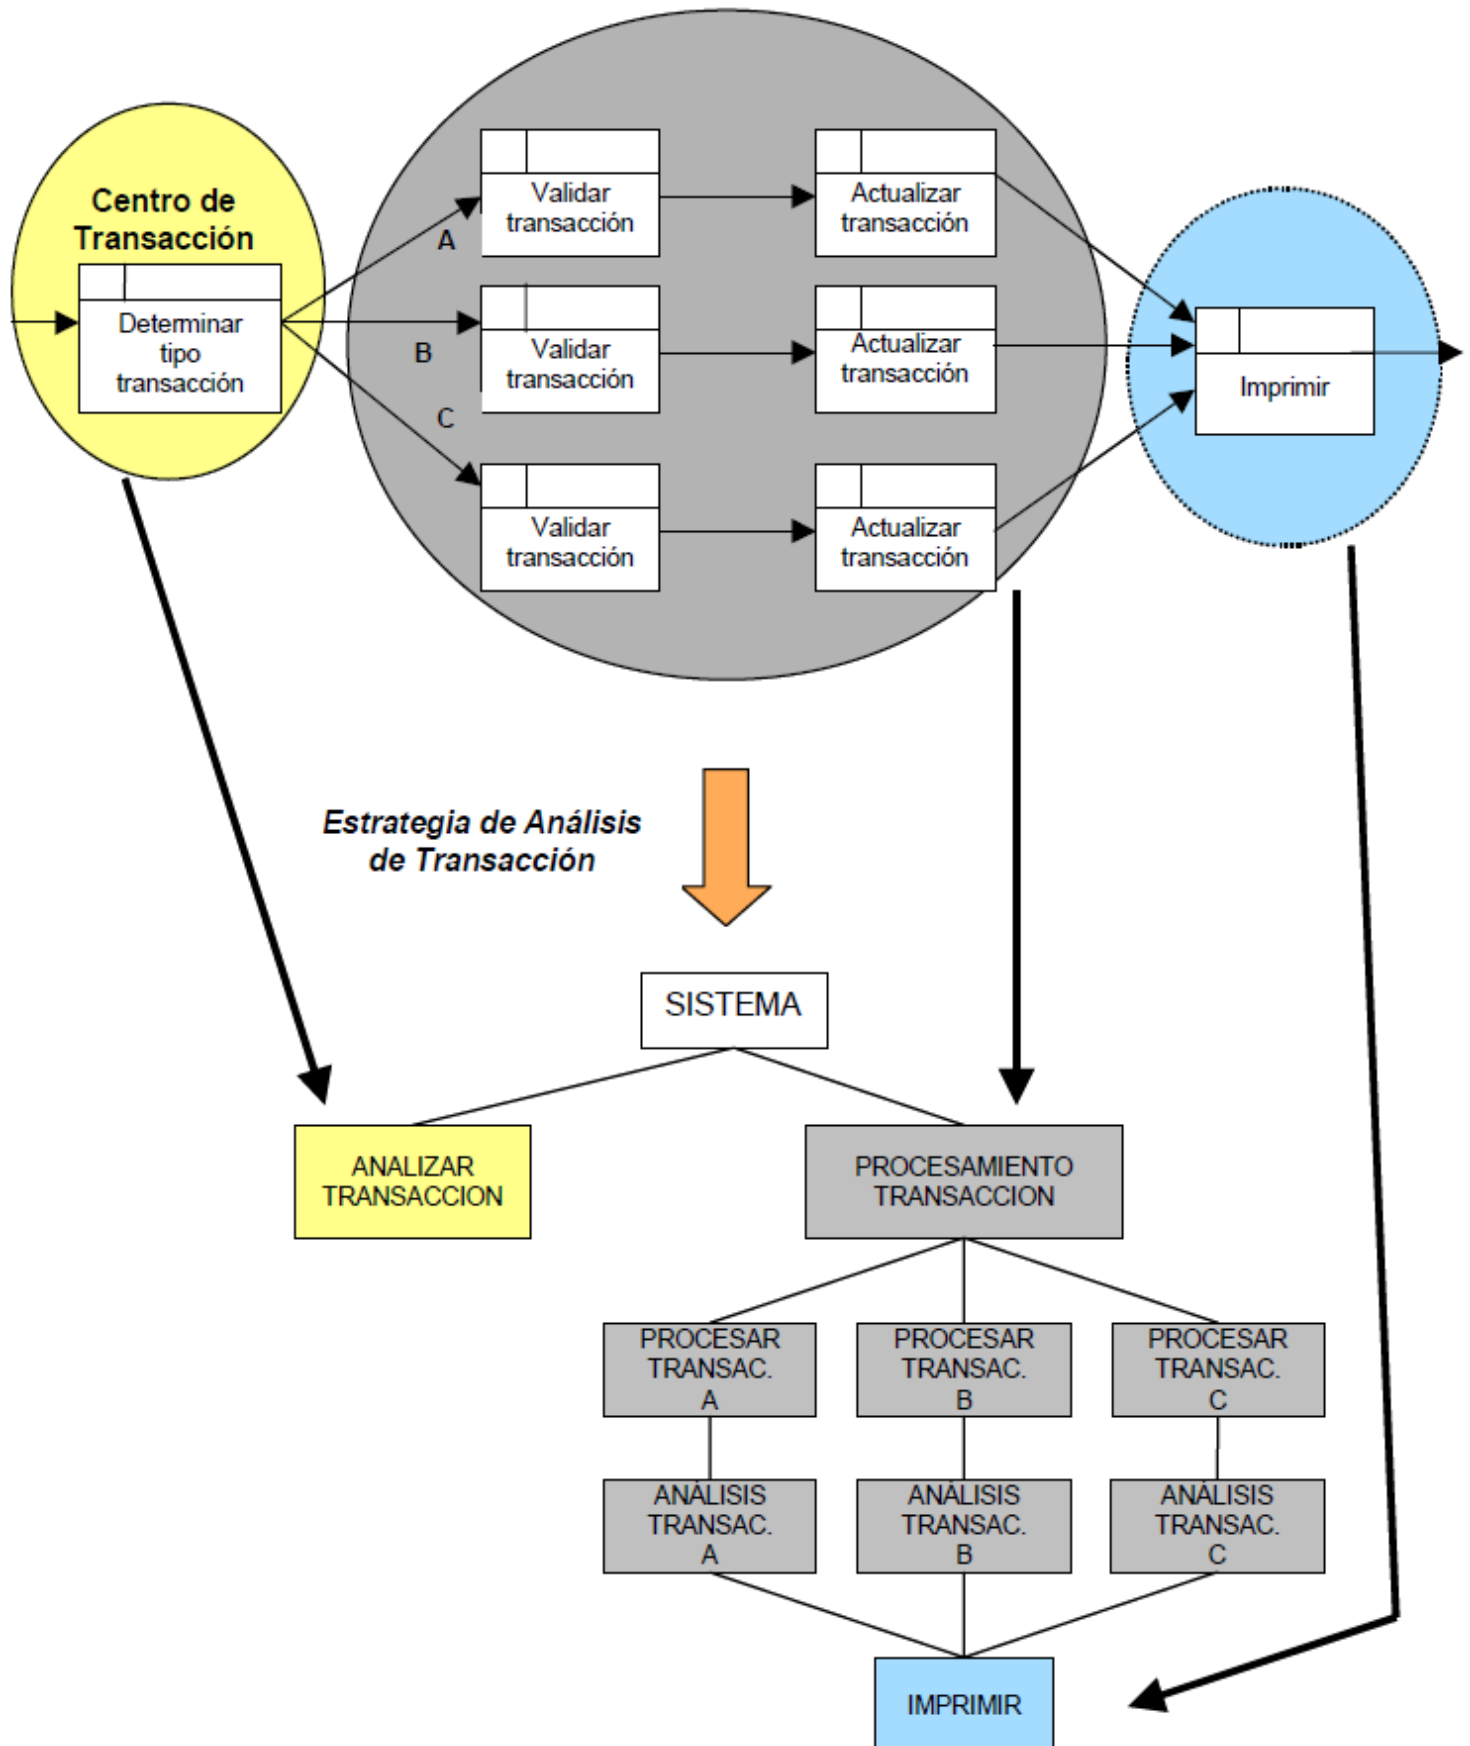 Centro de
Transacción
Determinar
tipo
transacción
A
B
C
Validar
transacción
Actualizar
transacción
Validar
transacción
Actualizar
transacción
Validar
transacción
Actualizar
transacción
Imprimir
Estrategia de Análisis
de Transacción
SISTEMA
ANALIZAR
TRANSACCION
PROCESAMIENTO
TRANSACCION
PROCESAR
TRANSAC.
A
PROCESAR
TRANSAC.
B
PROCESAR
TRANSAC.
C
ANÁLISIS
TRANSAC.
A
ANÁLISIS
TRANSAC.
B
ANÁLISIS
TRANSAC.
C
IMPRIMIR